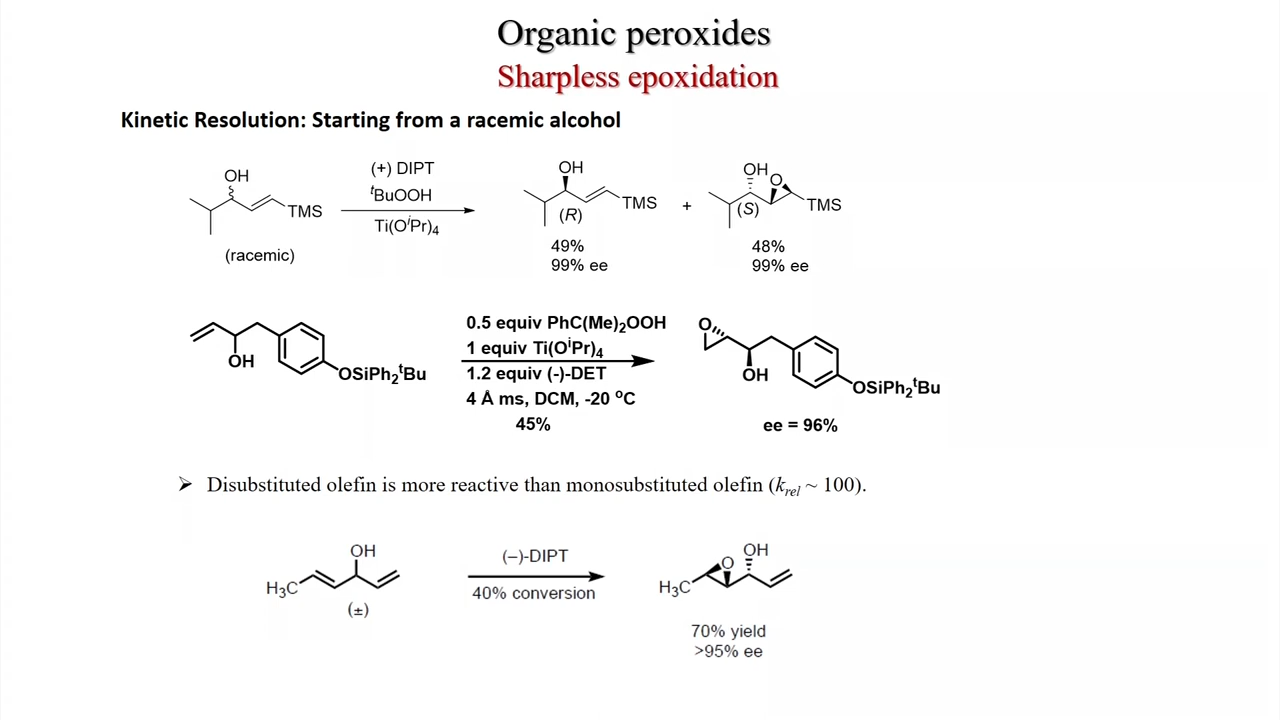 Organic peroxides
Sharpless epoxidation
Kinetic Resolution: Starting from a racemic alcohol
OH
TMS
(racemic)
(+) DIPT
ᵗBuOOH
Ti(OⁱPr)₄
OH
TMS
(R)
49%
99% ee
+
OH
O
(S)
TMS
48%
99% ee
OH
OSiPh₂ᵗBu
0.5 equiv PhC(Me)₂OOH
1 equiv Ti(OⁱPr)₄
1.2 equiv (-)-DET
4 Å ms, DCM, -20 ºC
45%
O
OH
OSiPh₂ᵗBu
ee = 96%
➢ Disubstituted olefin is more reactive than monosubstituted olefin (kᵣₑₗ ~ 100).
OH
H₃C
(±)
(–)-DIPT
40% conversion
O
OH
H₃C
70% yield
>95% ee